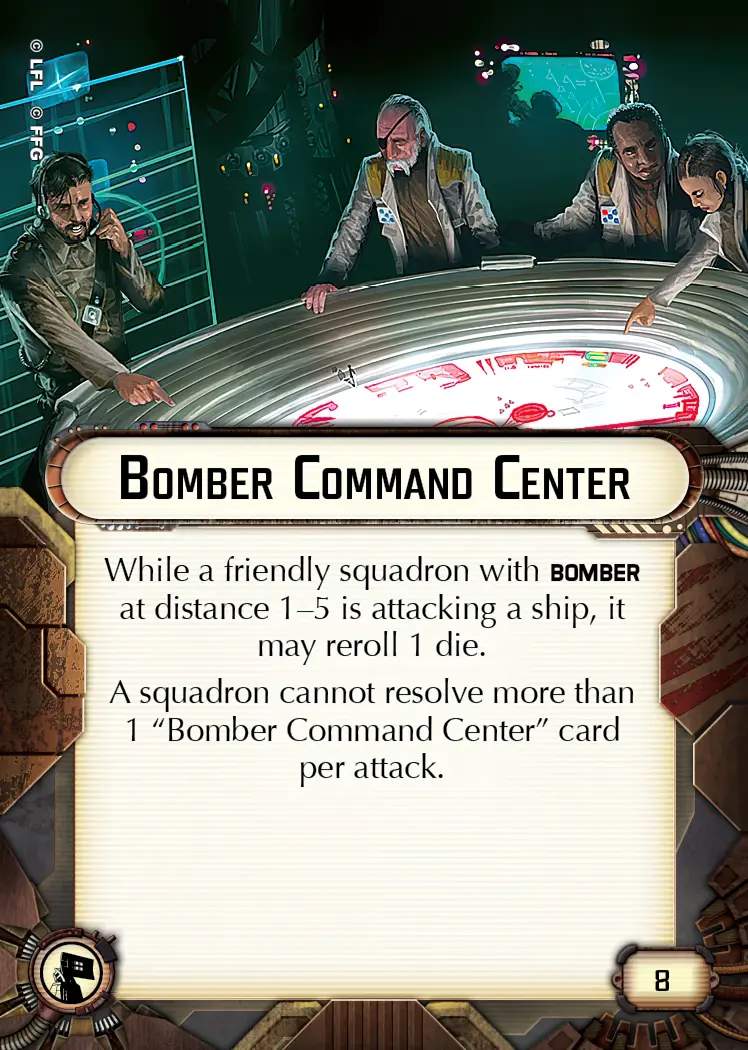 © LFL © FFG
Bomber Command Center
While a friendly squadron with BOMBER
at distance 1–5 is attacking a ship, it
may reroll 1 die.
A squadron cannot resolve more than
1 “Bomber Command Center” card
per attack.
8